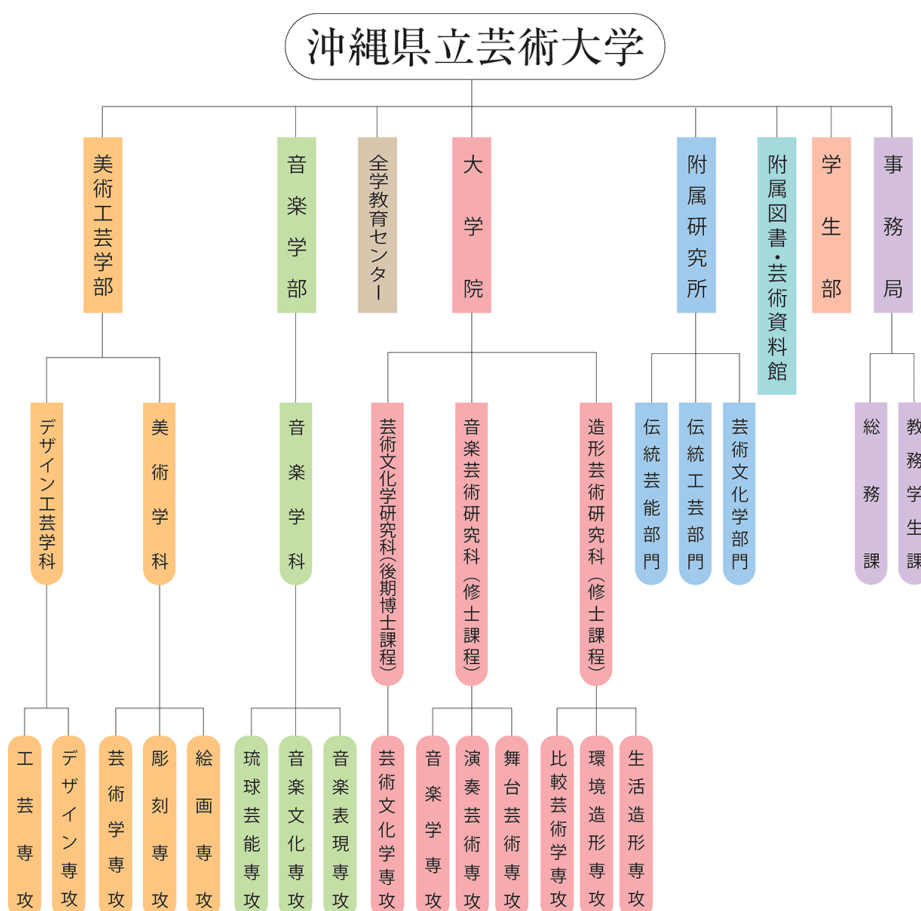 沖縄県立芸術大学
美術工芸学部
音楽学部
全学教育センター
大学院
附属研究所
附属図書・芸術資料館
学生部
事務局
デザイン工芸学科
美術学科
音楽学科
芸術文化学研究科(後期博士課程)
音楽芸術研究科(修士課程)
造形芸術研究科(修士課程)
伝統芸能部門
伝統工芸部門
芸術文化学部門
総務課
教務学生課
工芸専攻
デザイン専攻
芸術学専攻
彫刻専攻
絵画専攻
琉球芸能専攻
音楽文化専攻
音楽表現専攻
芸術文化学専攻
音楽学専攻
演奏芸術専攻
舞台芸術専攻
比較芸術学専攻
環境造形専攻
生活造形専攻